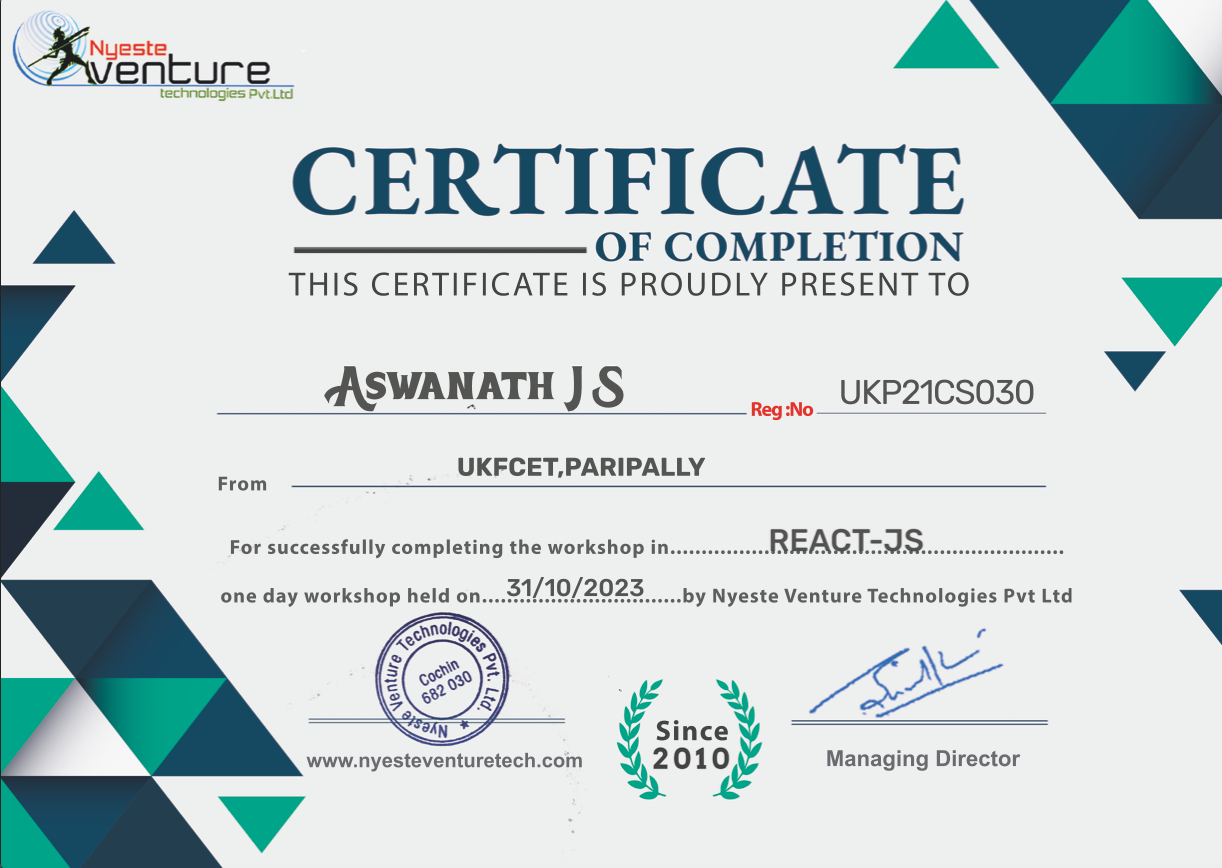 Nyeste
venture
technologies Pvt.Ltd
CERTIFICATE
OF COMPLETION
THIS CERTIFICATE IS PROUDLY PRESENT TO
ASWANATH J S Reg :No UKP21CS030
From UKFCET,PARIPALLY
For successfully completing the workshop in REACT-JS
one day workshop held on 31/10/2023 by Nyeste Venture Technologies Pvt Ltd
Nyeste Venture Technologies Pvt. Ltd. ★
Cochin
682 030
www.nyesteventuretech.com
Since
2010
Managing Director